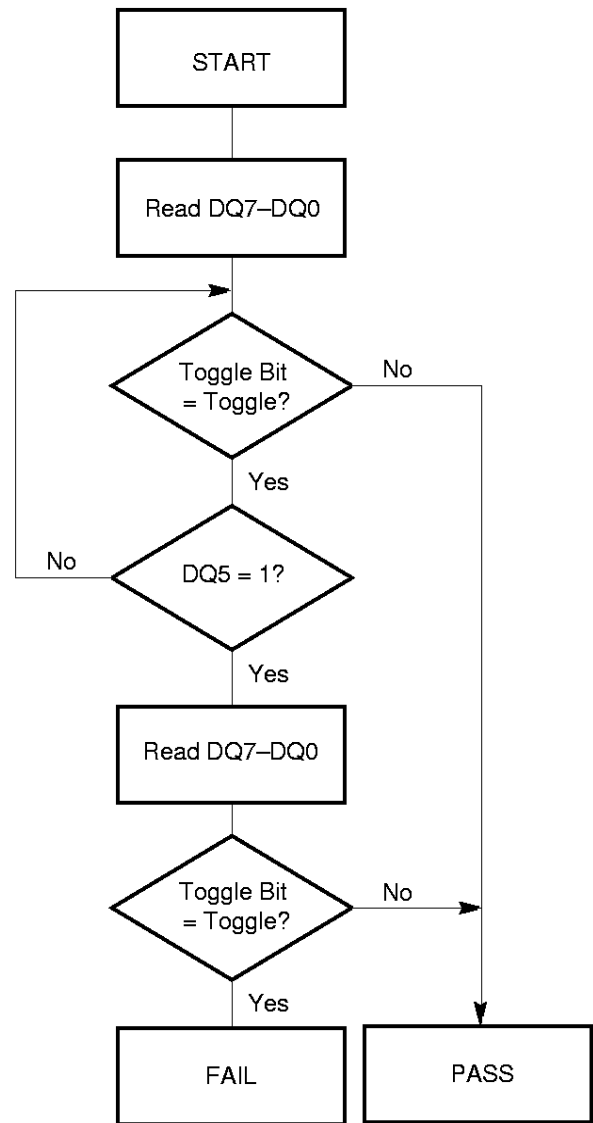 START
Read DQ7–DQ0
Toggle Bit
= Toggle?
No
Yes
No
DQ5 = 1?
Yes
Read DQ7–DQ0
Toggle Bit
= Toggle?
No
Yes
FAIL
PASS